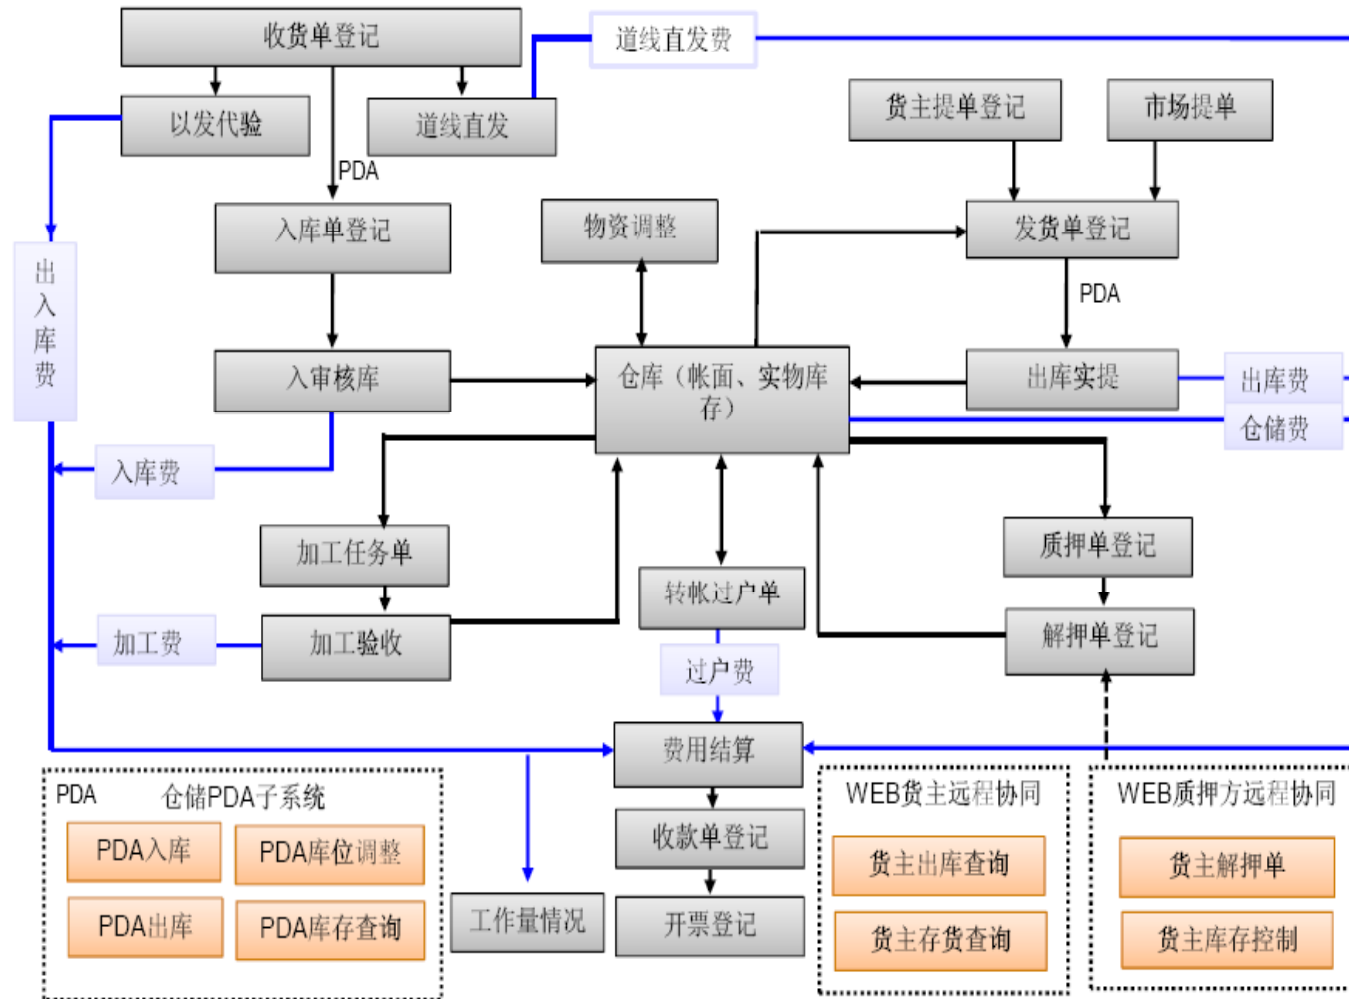 收货单登记
道线直发费
以发代验
道线直发
货主提单登记
市场提单
PDA
入库单登记
物资调整
发货单登记
出
入
库
费
PDA
入审核库
仓库（帐面、实物库
存）
出库实提
出库费
仓储费
入库费
加工任务单
质押单登记
转帐过户单
加工费
加工验收
解押单登记
过户费
费用结算
PDA
仓储PDA子系统
WEB货主远程协同
WEB质押方远程协同
收款单登记
PDA入库
PDA库位调整
货主出库查询
货主解押单
PDA出库
PDA库存查询
工作量情况
开票登记
货主存货查询
货主库存控制